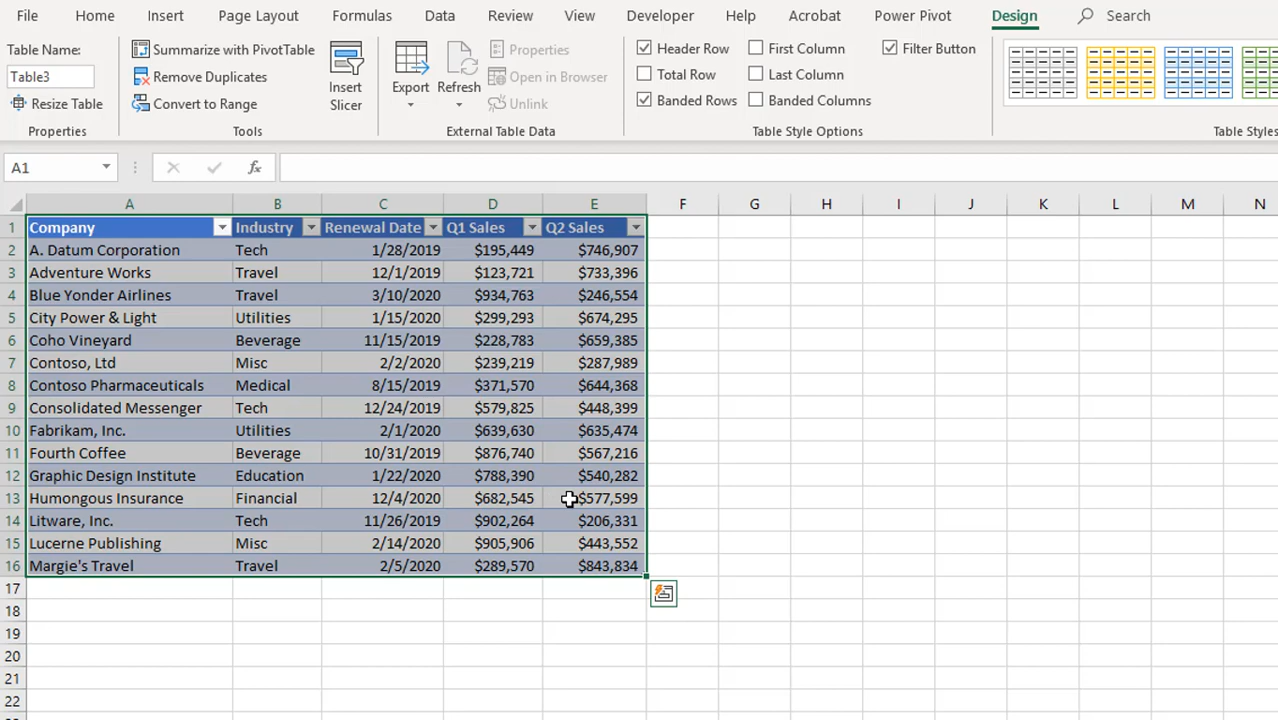 File Home Insert Page Layout Formulas Data Review View Developer Help Acrobat Power Pivot Design Search
Table Name:
Table3
Resize Table
Properties
Summarize with PivotTable
Remove Duplicates
Convert to Range
Insert
Slicer
Tools
Export
Refresh
Properties
Open in Browser
Unlink
External Table Data
Header Row First Column Filter Button
Total Row Last Column
Banded Rows Banded Columns
Table Style Options
Table Styles
A1 fx
A B C D E F G H I J K L M N
1 Company Industry Renewal Date Q1 Sales Q2 Sales
2 A. Datum Corporation Tech 1/28/2019 $195,449 $746,907
3 Adventure Works Travel 12/1/2019 $123,721 $733,396
4 Blue Yonder Airlines Travel 3/10/2020 $934,763 $246,554
5 City Power & Light Utilities 1/15/2020 $299,293 $674,295
6 Coho Vineyard Beverage 11/15/2019 $228,783 $659,385
7 Contoso, Ltd Misc 2/2/2020 $239,219 $287,989
8 Contoso Pharmaceuticals Medical 8/15/2019 $371,570 $644,368
9 Consolidated Messenger Tech 12/24/2019 $579,825 $448,399
10 Fabrikam, Inc. Utilities 2/1/2020 $639,630 $635,474
11 Fourth Coffee Beverage 10/31/2019 $876,740 $567,216
12 Graphic Design Institute Education 1/22/2020 $788,390 $540,282
13 Humongous Insurance Financial 12/4/2020 $682,545 $577,599
14 Litware, Inc. Tech 11/26/2019 $902,264 $206,331
15 Lucerne Publishing Misc 2/14/2020 $905,906 $443,552
16 Margie's Travel Travel 2/5/2020 $289,570 $843,834
17
18
19
20
21
22